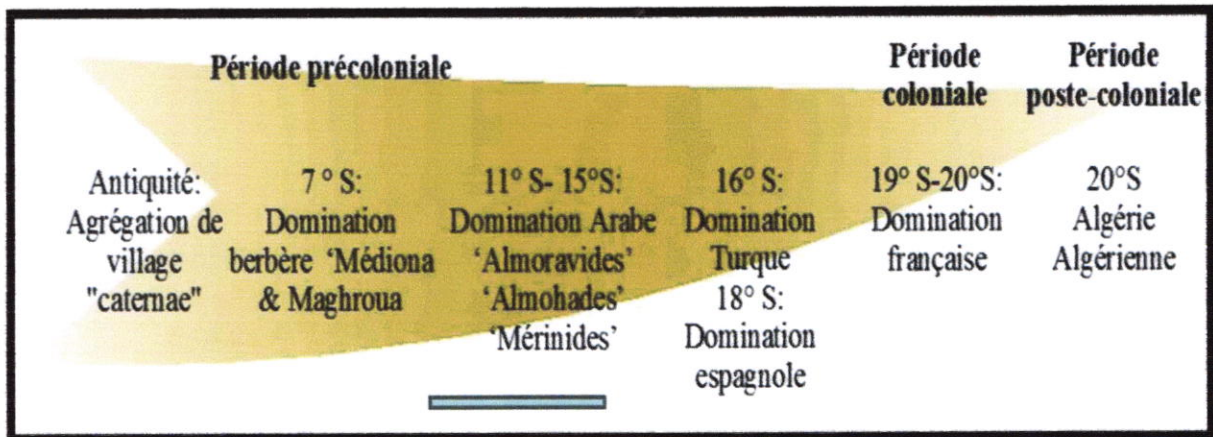 Période précoloniale
Période
coloniale
Période
poste-coloniale
Antiquité:
Agrégation de
village
"caternae"
7 ° S:
Domination
berbère ‘Médiona
& Maghroua
11° S- 15°S:
Domination Arabe
‘Almoravides’
‘Almohades’
‘Mérinides’
16° S:
Domination
Turque
18° S:
Domination
espagnole
19° S-20°S:
Domination
française
20°S
Algérie
Algérienne